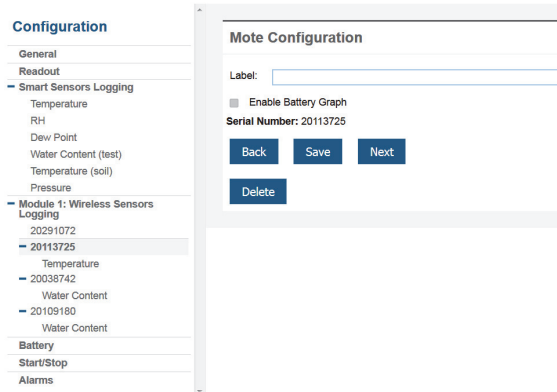 Configuration
General
Readout
Smart Sensors Logging
Temperature
RH
Dew Point
Water Content (test)
Temperature (soil)
Pressure
Module 1: Wireless Sensors
Logging
20291072
20113725
Temperature
20038742
Water Content
20109180
Water Content
Battery
Start/Stop
Alarms
Mote Configuration
Label:
Enable Battery Graph
Serial Number: 20113725
Back Save Next
Delete